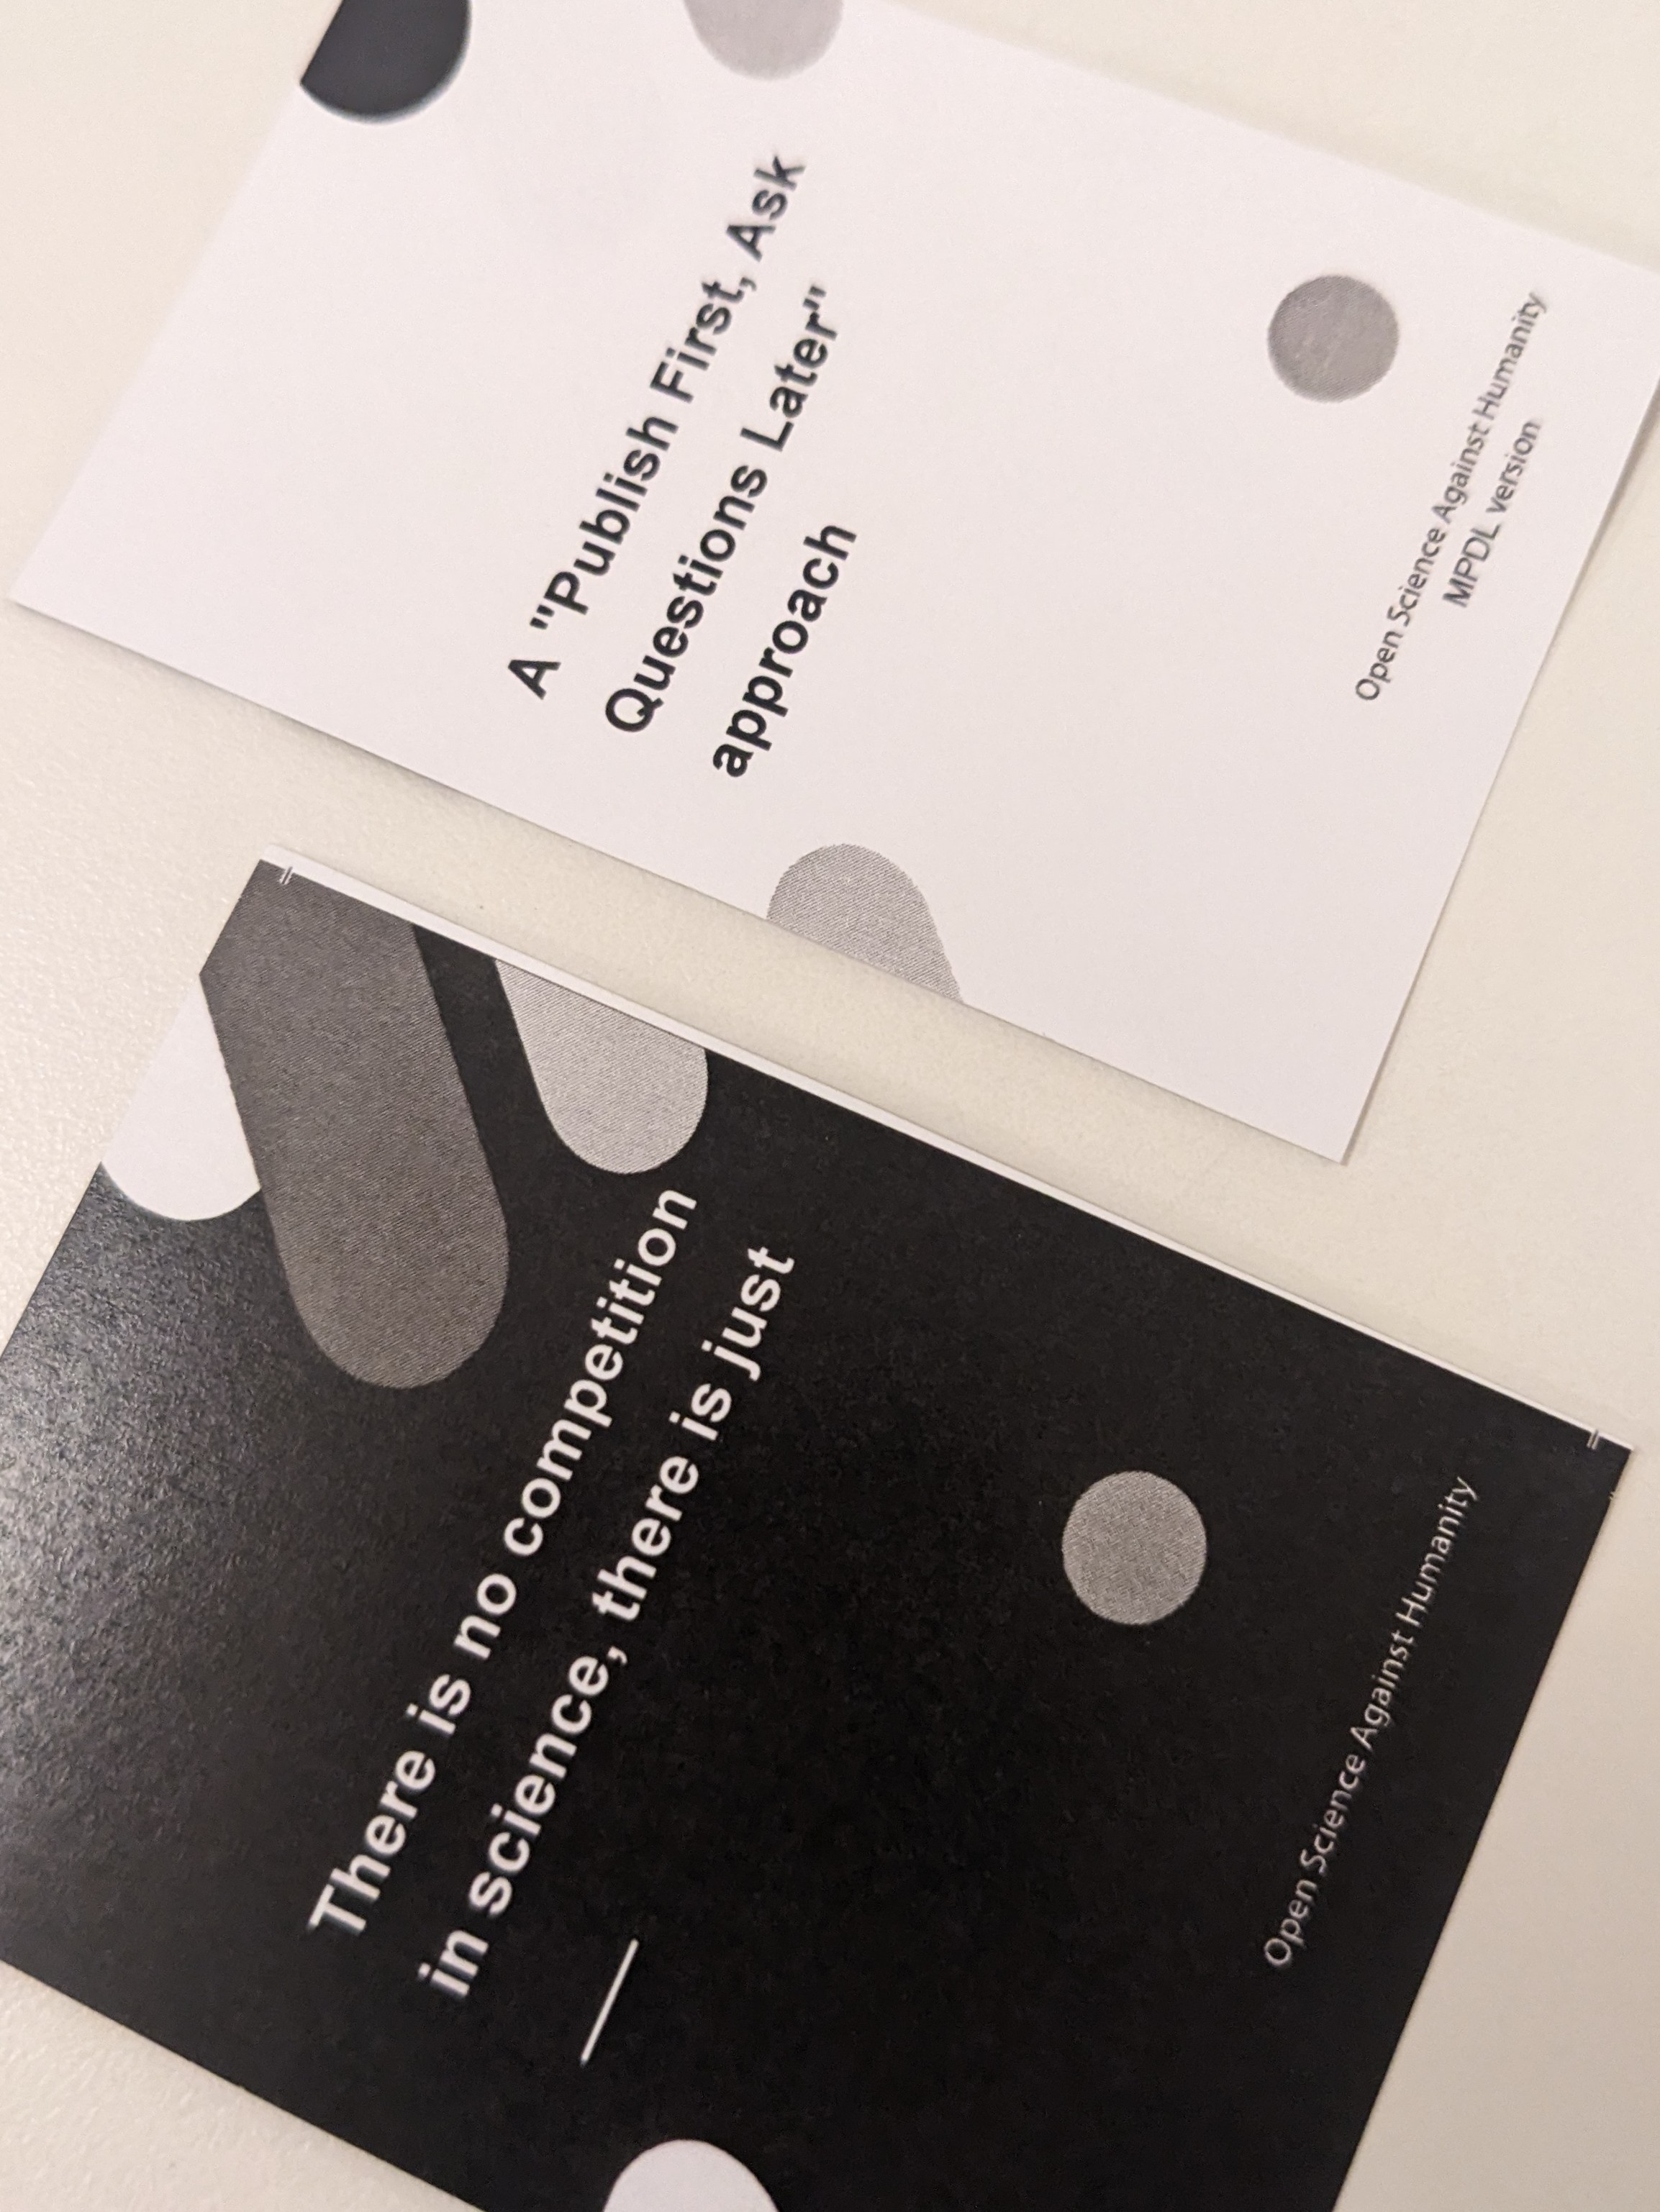 There is no competition
in science, there is just
__
Open Science Against Humanity
A "Publish First, Ask
Questions Later"
approach
Open Science Against Humanity
MPDL version